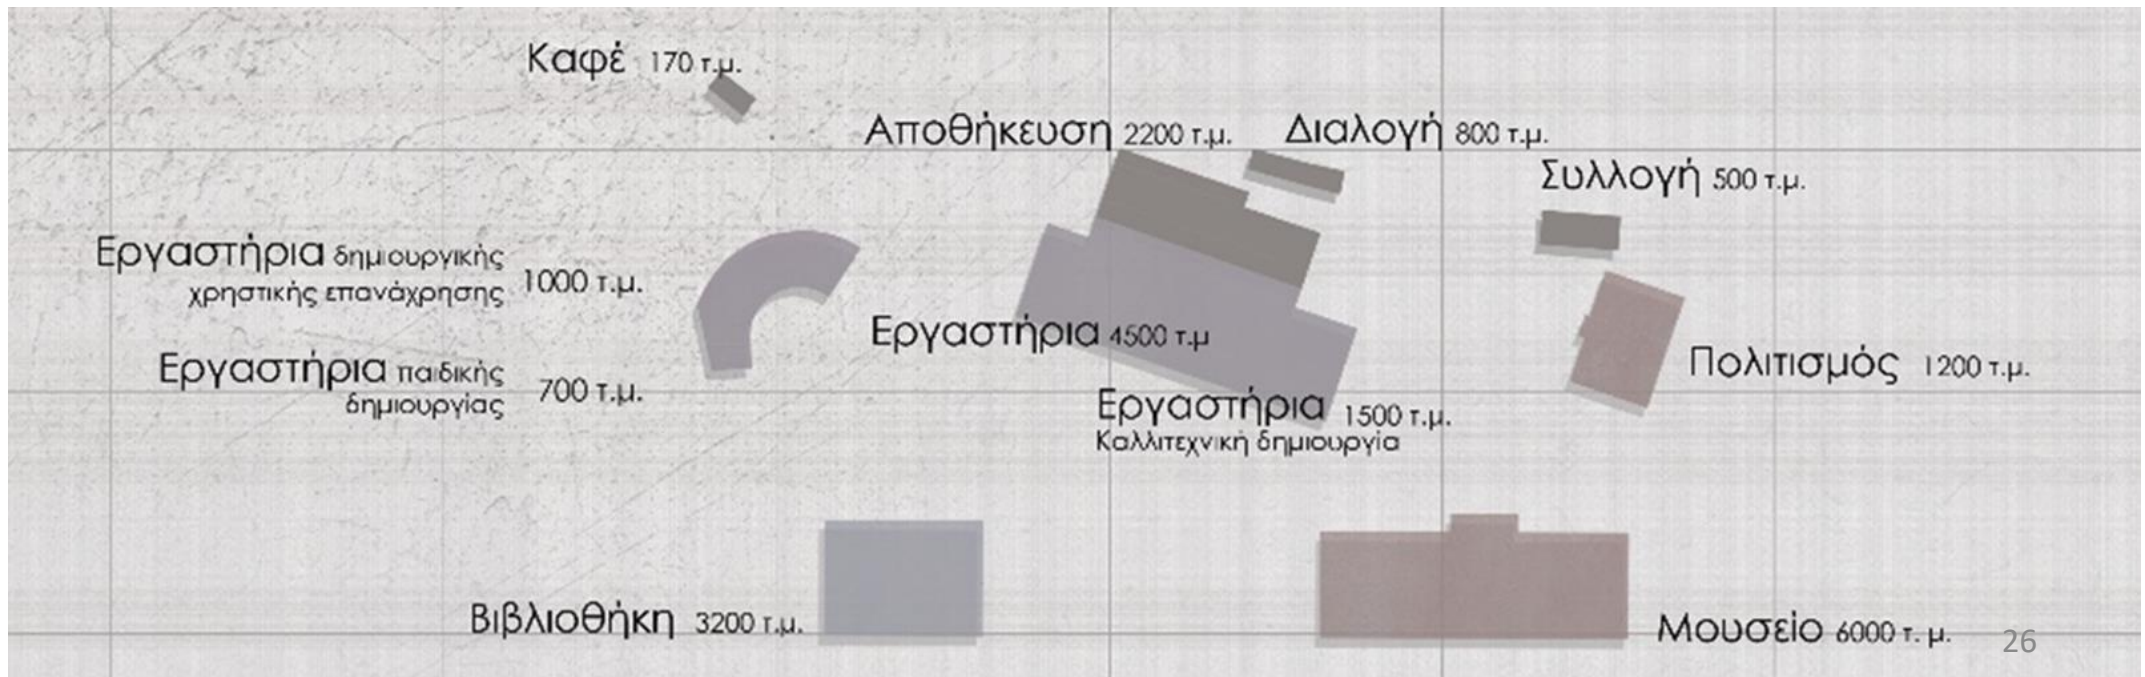 Καφέ 170 τ.μ.
Αποθήκευση 2200 τ.μ.
Διαλογή 800 τ.μ.
Συλλογή 500 τ.μ.
Εργαστήρια δημιουργικής
χρηστικής επανάχρησης 1000 τ.μ.
Εργαστήρια 4500 τ.μ
Εργαστήρια παιδικής
δημιουργίας 700 τ.μ.
Πολιτισμός 1200 τ.μ.
Εργαστήρια 1500 τ.μ.
Καλλιτεχνική δημιουργία
Βιβλιοθήκη 3200 τ.μ.
Μουσείο 6000 τ. μ.
26